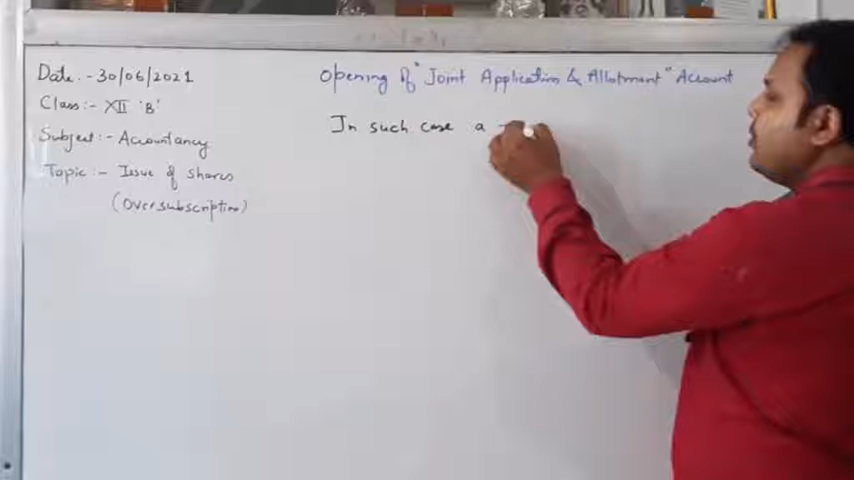 Date:- 30/06/2021
Class:- XII 'B'
Subject:- Accountancy
Topic:- Issue of shares
(Oversubscription)
Opening of "Joint Application & Allotment" Account
In such case a